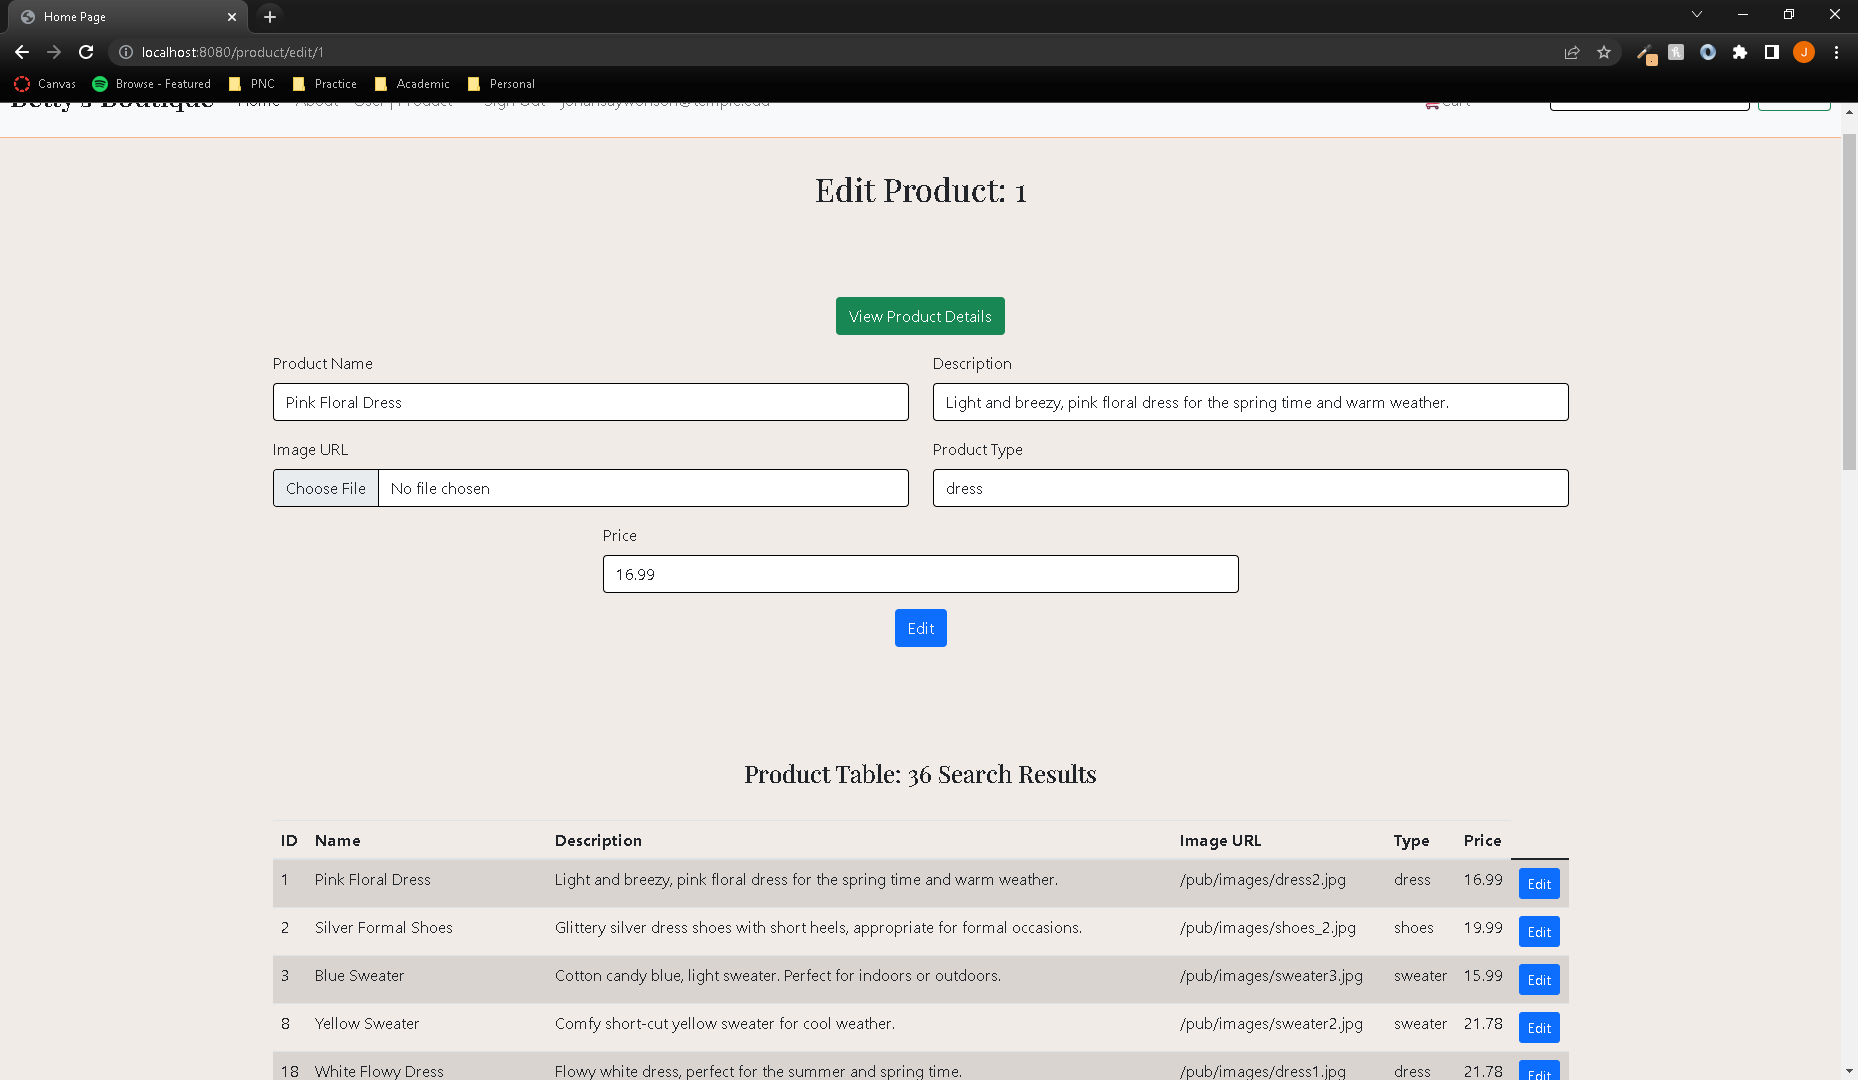 Home Page
localhost:8080/product/edit/1
Canvas Browse - Featured PNC Practice Academic Personal
Betty's Boutique Home About User | Product Sign Out Cart
Edit Product: 1
View Product Details
Product Name Description
Pink Floral Dress Light and breezy, pink floral dress for the spring time and warm weather.
Image URL Product Type
Choose File No file chosen dress
Price
16.99
Edit
Product Table: 36 Search Results
ID Name Description Image URL Type Price
1 Pink Floral Dress Light and breezy, pink floral dress for the spring time and warm weather. /pub/images/dress2.jpg dress 16.99 Edit
2 Silver Formal Shoes Glittery silver dress shoes with short heels, appropriate for formal occasions. /pub/images/shoes_2.jpg shoes 19.99 Edit
3 Blue Sweater Cotton candy blue, light sweater. Perfect for indoors or outdoors. /pub/images/sweater3.jpg sweater 15.99 Edit
8 Yellow Sweater Comfy short-cut yellow sweater for cool weather. /pub/images/sweater2.jpg sweater 21.78 Edit
18 White Flowy Dress Flowy white dress, perfect for the summer and spring time. /pub/images/dress1.jpg dress 21.78 Edit